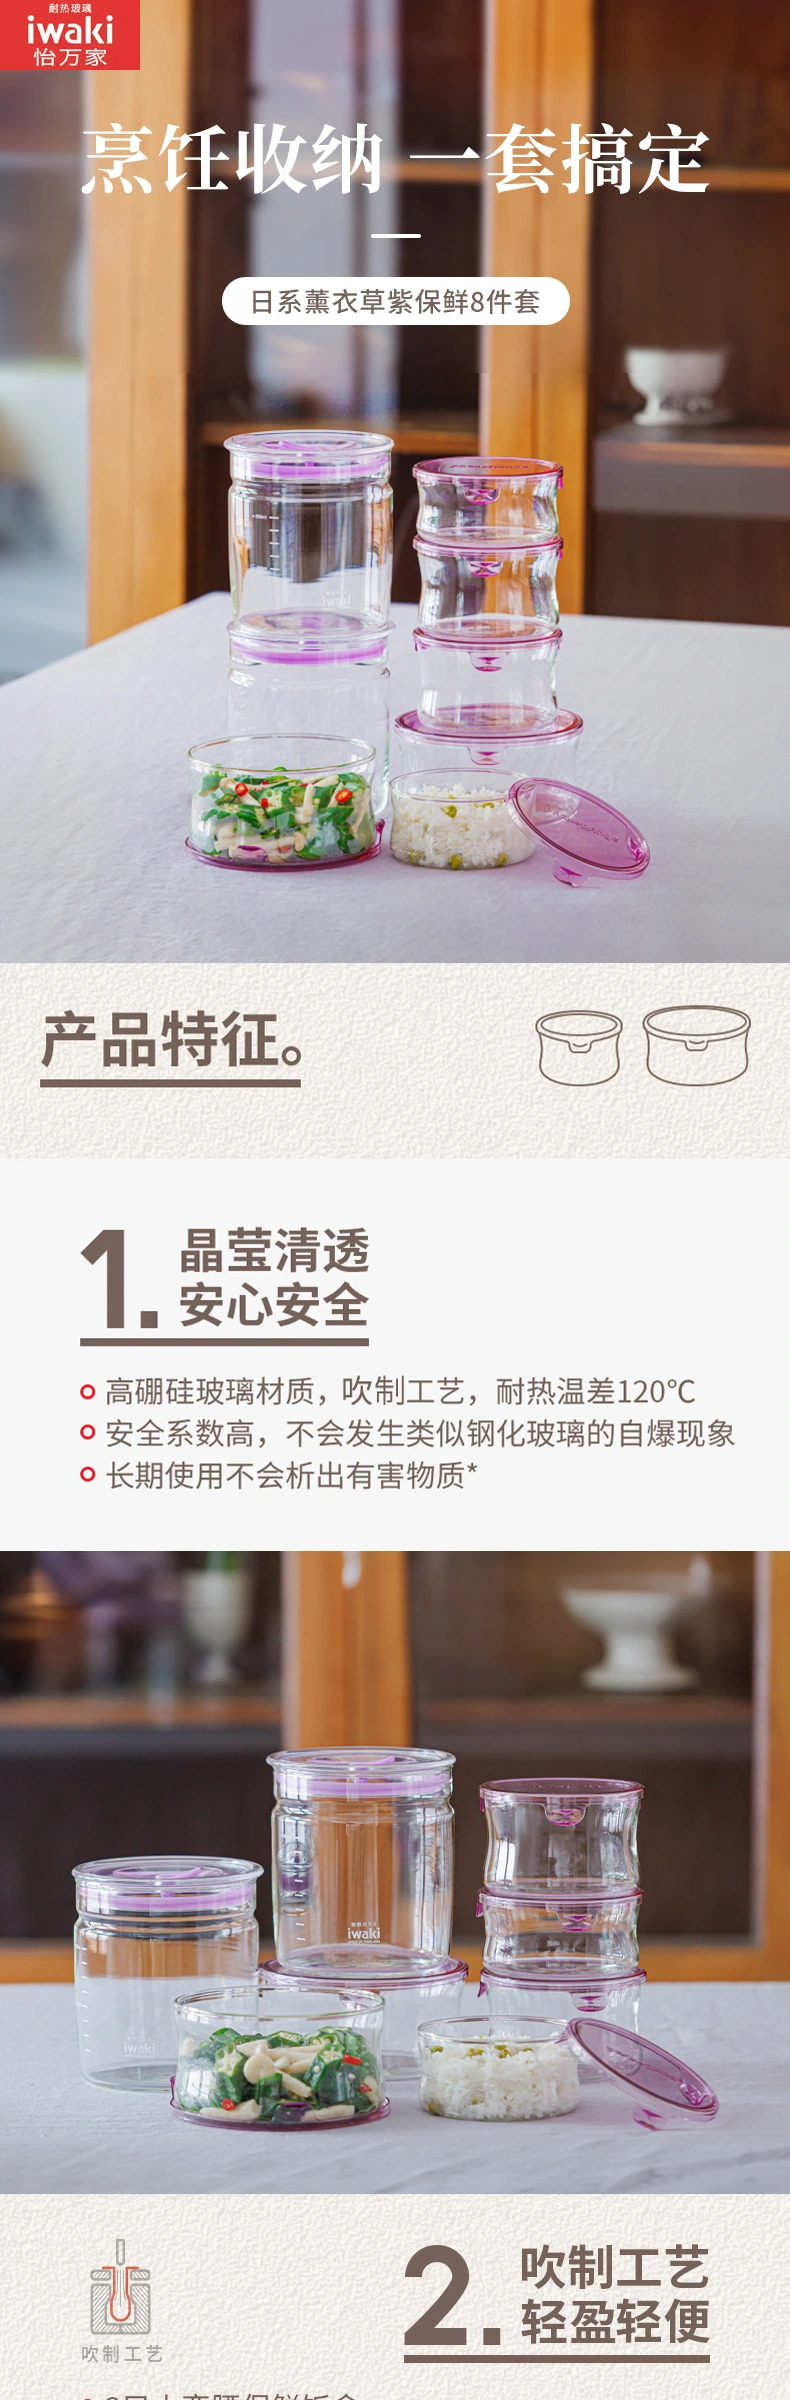 耐热玻璃
iwaki
怡万家
烹饪收纳 一套搞定
日系薰衣草紫保鲜8件套
iwaki
产品特征。
1.
晶莹清透
安心安全
高硼硅玻璃材质，吹制工艺，耐热温差120℃
安全系数高，不会发生类似钢化玻璃的自爆现象
长期使用不会析出有害物质*
iwaki
iwaki
2.
吹制工艺
轻盈轻便
吹制工艺